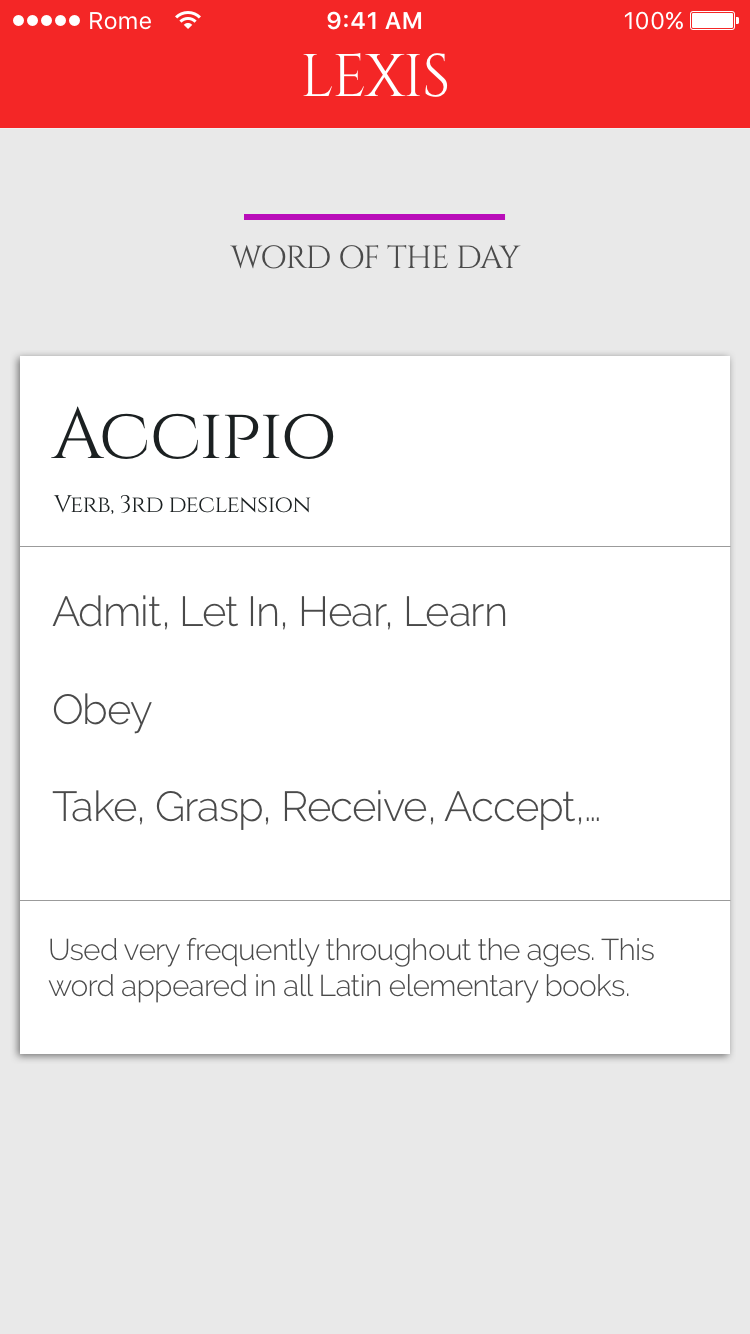 Rome 9:41 AM 100%
LEXIS
WORD OF THE DAY
Accipio
Verb, 3rd declension
Admit, Let In, Hear, Learn
Obey
Take, Grasp, Receive, Accept,...
Used very frequently throughout the ages. This
word appeared in all Latin elementary books.